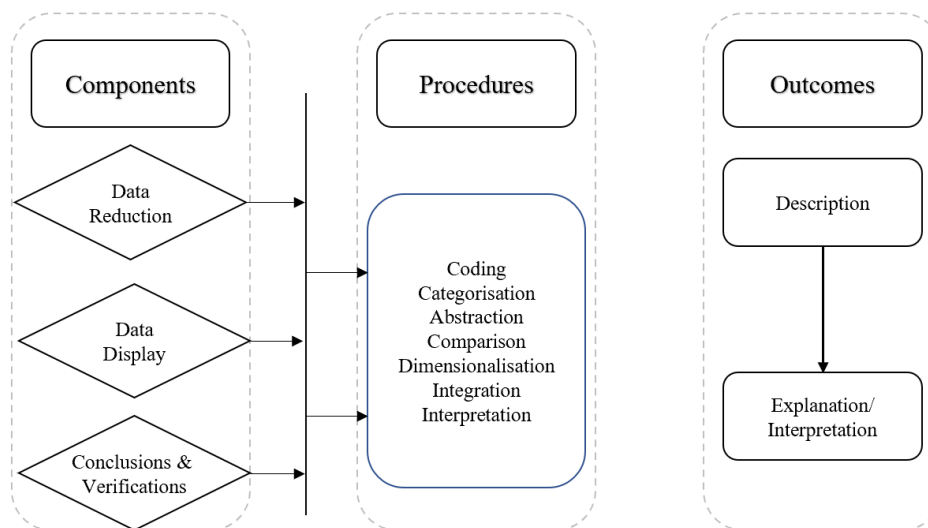 Components
Data
Reduction
Data
Display
Conclusions &
Verifications
Procedures
Coding
Categorisation
Abstraction
Comparison
Dimensionalisation
Integration
Interpretation
Outcomes
Description
Explanation/
Interpretation